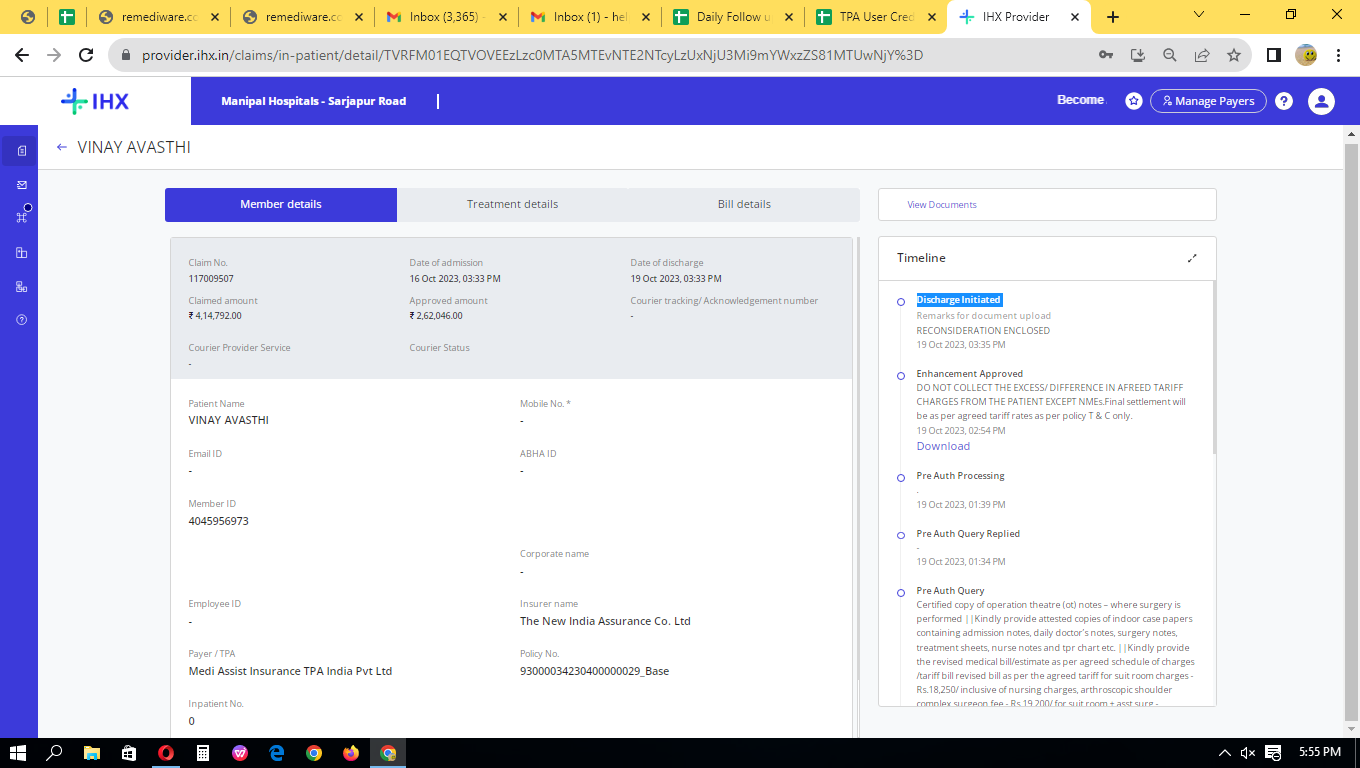 remediware.co
remediware.co
Inbox (3,365) -
Inbox (1) - hel
Daily Follow u
TPA User Cred
IHX Provider
provider.ihx.in/claims/in-patient/detail/TVRFM01EQTVOVEEzLzc0MTA5MTEvNTE2NTcyLzUxNjU3Mi9mYWxzZS81MTUwNjY%3D
IHX
Manipal Hospitals - Sarjapur Road
Become
Manage Payers
VINAY AVASTHI
Member details
Treatment details
Bill details
View Documents
Claim No.
117009507
Date of admission
16 Oct 2023, 03:33 PM
Date of discharge
19 Oct 2023, 03:33 PM
Claimed amount
₹ 4,14,792.00
Approved amount
₹ 2,62,046.00
Courier tracking/ Acknowledgement number
-
Courier Provider Service
-
Courier Status
Patient Name
VINAY AVASTHI
Mobile No. *
-
Email ID
-
ABHA ID
-
Member ID
4045956973
Corporate name
-
Employee ID
-
Insurer name
The New India Assurance Co. Ltd
Payer / TPA
Medi Assist Insurance TPA India Pvt Ltd
Policy No.
93000034230400000029_Base
Inpatient No.
0
Timeline
Discharge Initiated
Remarks for document upload
RECONSIDERATION ENCLOSED
19 Oct 2023, 03:35 PM
Enhancement Approved
DO NOT COLLECT THE EXCESS/ DIFFERENCE IN AFREED TARIFF
CHARGES FROM THE PATIENT EXCEPT NMEs.Final settlement will
be as per agreed tariff rates as per policy T & C only.
19 Oct 2023, 02:54 PM
Download
Pre Auth Processing
-
19 Oct 2023, 01:39 PM
Pre Auth Query Replied
-
19 Oct 2023, 01:34 PM
Pre Auth Query
Certified copy of operation theatre (ot) notes – where surgery is
performed ||Kindly provide attested copies of indoor case papers
containing admission notes, daily doctor's notes, surgery notes,
treatment sheets, nurse notes and tpr chart etc. ||Kindly provide
the revised medical bill/estimate as per agreed schedule of charges
/tariff bill revised bill as per the agreed tariff for suit room charges -
Rs.18,250/ inclusive of nursing charges, arthroscopic shoulder
complex surgeon fee - Rs.19,200/ for suit room + asst surg -
5:55 PM